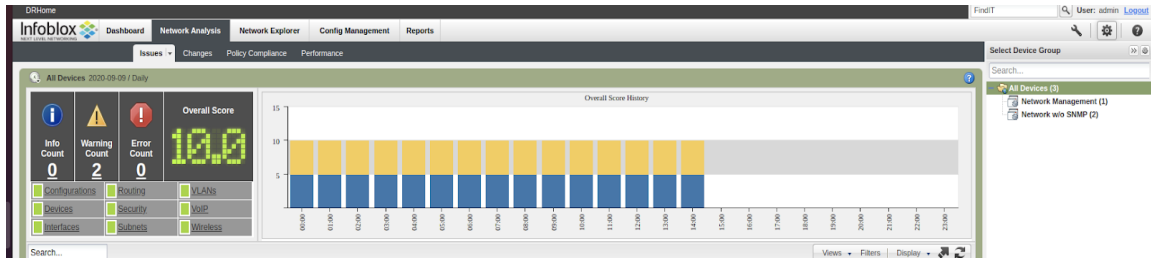 DRHome
FindIT
User: admin Logout
Infoblox
NEXT LEVEL NETWORKING
Dashboard Network Analysis Network Explorer Config Management Reports
Issues Changes Policy Compliance Performance
Select Device Group
Search...
All Devices (3)
Network Management (1)
Network w/o SNMP (2)
All Devices 2020-09-09 / Daily
Info Count 0
Warning Count 2
Error Count 0
Overall Score
10.0
Configurations Routing VLANs
Devices Security VoIP
Interfaces Subnets Wireless
Overall Score History
15
10
5
00:00 01:00 02:00 03:00 04:00 05:00 06:00 07:00 08:00 09:00 10:00 11:00 12:00 13:00 14:00 15:00 16:00 17:00 18:00 19:00 20:00 21:00 22:00 23:00
Search...
Views Filters Display